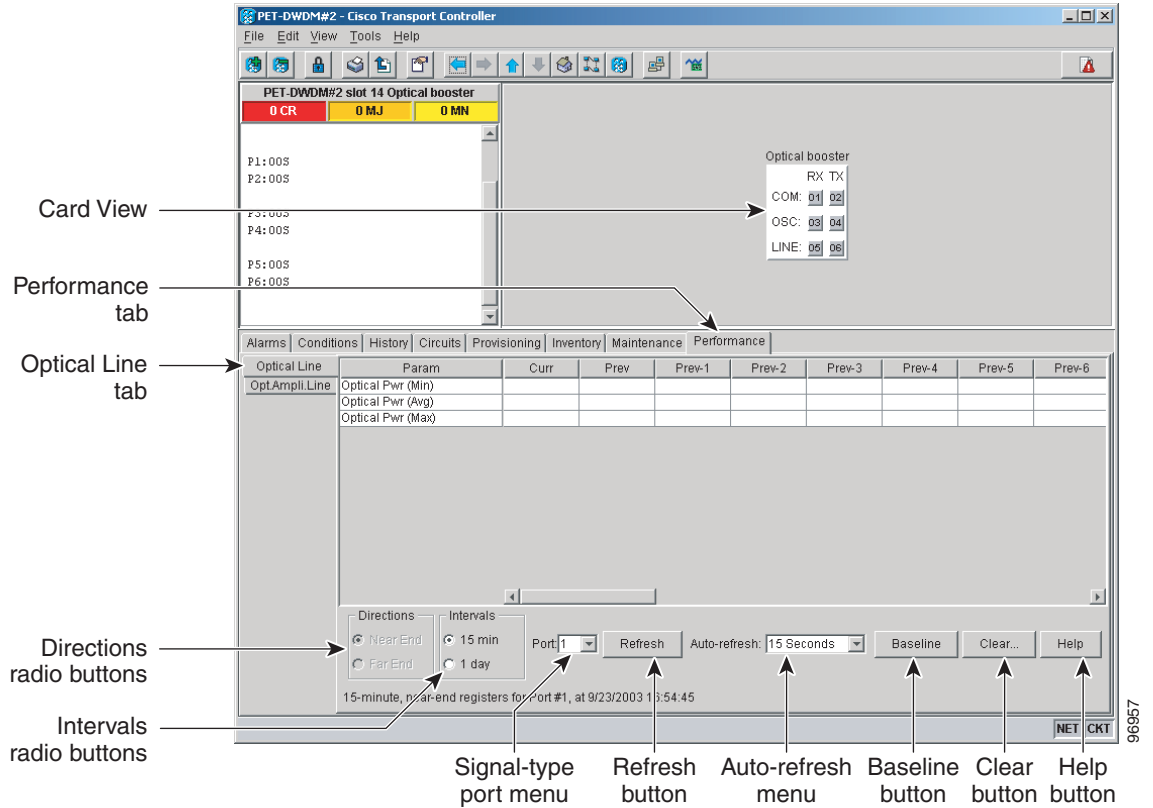 PET-DWDM#2 - Cisco Transport Controller
File Edit View Tools Help
PET-DWDM#2 slot 14 Optical booster
0 CR 0 MJ 0 MN
P1:OOS
P2:OOS
P3:OOS
P4:OOS
P5:OOS
P6:OOS
Optical booster
RX TX
COM: 01 02
OSC: 03 04
LINE: 05 06
Card View
Performance
tab
Optical Line
tab
Alarms Conditions History Circuits Provisioning Inventory Maintenance Performance
Optical Line
Opt.Ampli.Line
Param Curr Prev Prev-1 Prev-2 Prev-3 Prev-4 Prev-5 Prev-6
Optical Pwr (Min)
Optical Pwr (Avg)
Optical Pwr (Max)
Directions Intervals
Near End 15 min
Far End 1 day
Port: 1 Refresh Auto-refresh: 15 Seconds Baseline Clear... Help
15-minute, near-end registers for Port #1, at 9/23/2003 16:54:45
NET CKT
Directions
radio buttons
Intervals
radio buttons
Signal-type
port menu
Refresh
button
Auto-refresh
menu
Baseline
button
Clear
button
Help
button
96957